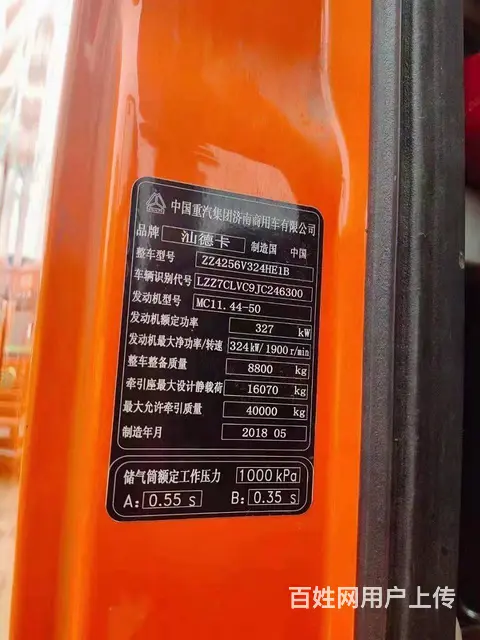 中国重汽集团济南商用车有限公司
品牌 汕德卡 制造国 中国
整车型号 ZZ4256V324HE1B
车辆识别代号 LZZ7CLVC9JC246300
发动机型号 MC11.44-50
发动机额定功率 327 kW
发动机最大净功率/转速 324kW/1900r/min
整车整备质量 8800 kg
牵引座最大设计静载荷 16070 kg
最大允许牵引质量 40000 kg
制造年月 2018 05
储气筒额定工作压力 1000kPa
A: 0.55 s B: 0.35 s
百姓网用户上传